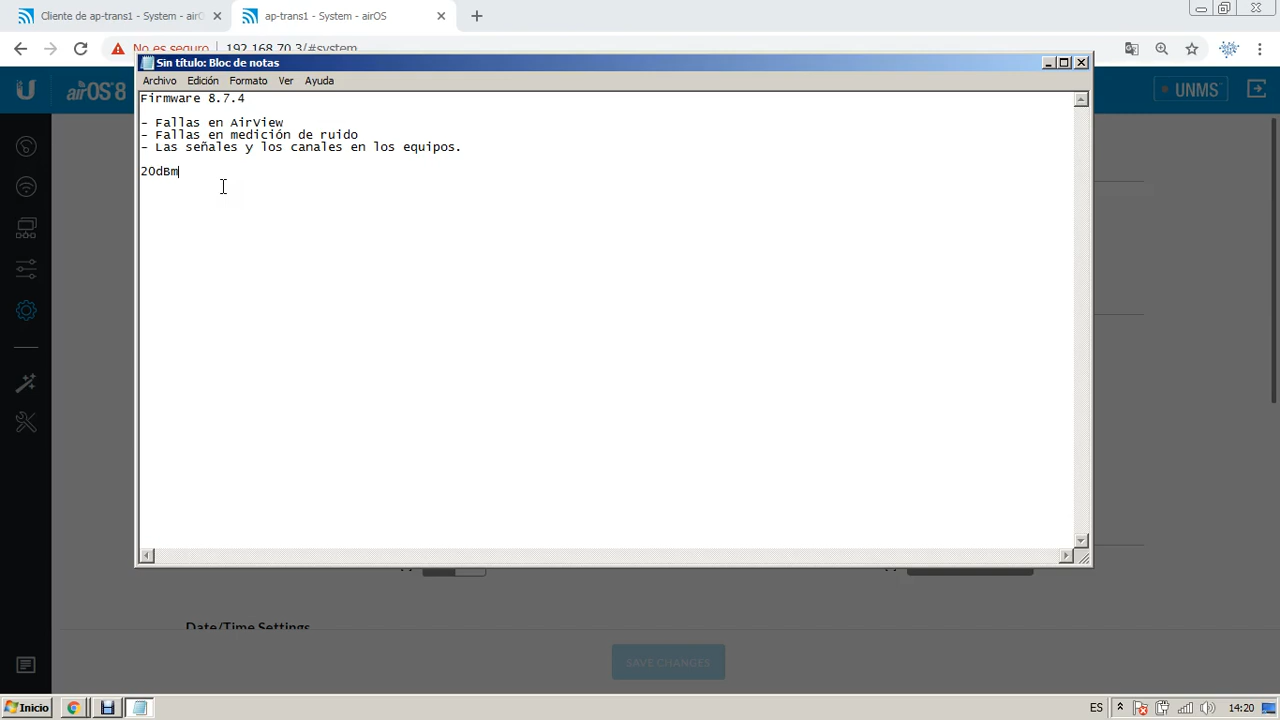 Cliente de ap-trans1 - System - airO
ap-trans1 - System - airOS
No es seguro
192.168.70.3/#system
Sin título: Bloc de notas
Archivo Edición Formato Ver Ayuda
U airOS 8
UNMS
Firmware 8.7.4
- Fallas en AirView
- Fallas en medición de ruido
- Las señales y los canales en los equipos.
20dBm
Date/Time Settings
SAVE CHANGES
Inicio
ES
14:20